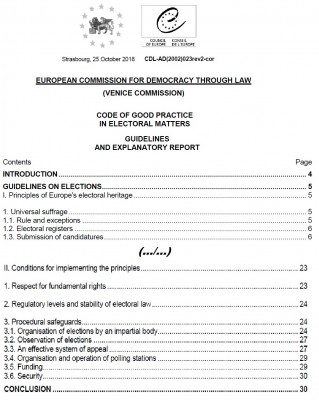 COUNCIL OF EUROPE
CONSEIL DE L'EUROPE
Strasbourg, 25 October 2018 CDL-AD(2002)023rev2-cor
EUROPEAN COMMISSION FOR DEMOCRACY THROUGH LAW
(VENICE COMMISSION)
CODE OF GOOD PRACTICE
IN ELECTORAL MATTERS
GUIDELINES
AND EXPLANATORY REPORT
Contents Page
INTRODUCTION 4
GUIDELINES ON ELECTIONS 5
I. Principles of Europe's electoral heritage 5
1. Universal suffrage 5
1.1. Rule and exceptions 5
1.2. Electoral registers 6
1.3. Submission of candidatures 6
(.../...)
II. Conditions for implementing the principles 23
1. Respect for fundamental rights 23
2. Regulatory levels and stability of electoral law 24
3. Procedural safeguards 24
3.1. Organisation of elections by an impartial body 24
3.2. Observation of elections 27
3.3. An effective system of appeal 27
3.4. Organisation and operation of polling stations 29
3.5. Funding 29
3.6. Security 30
CONCLUSION 30